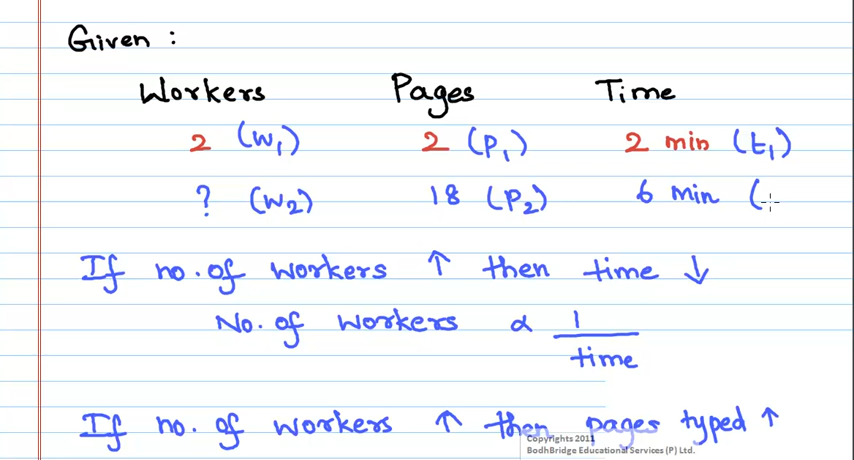 Given :
Workers Pages Time
2 (W1) 2 (P1) 2 min (t1)
? (W2) 18 (P2) 6 min (
If no. of workers ↑ then time ↓
No. of workers α 1
time
If no. of workers ↑ then pages typed ↑
Copyrights 2011
BodhBridge Educational Services (P) Ltd.